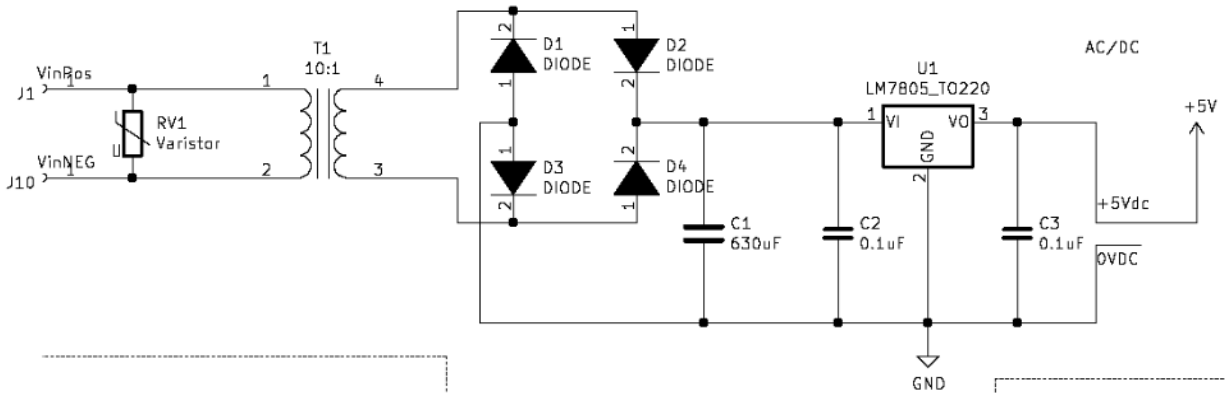 T1
10:1
VinPos
J1
1
1
4
RV1
Varistor
U
U
VinNEG
J10
1
2
3
2
D1
DIODE
1
1
D2
DIODE
2
1
D3
DIODE
2
2
D4
DIODE
1
AC/DC
U1
LM7805_TO220
1
VI
VO
3
GND
2
+5V
C1
630uF
C2
0.1uF
C3
0.1uF
+5Vdc
0VDC
GND